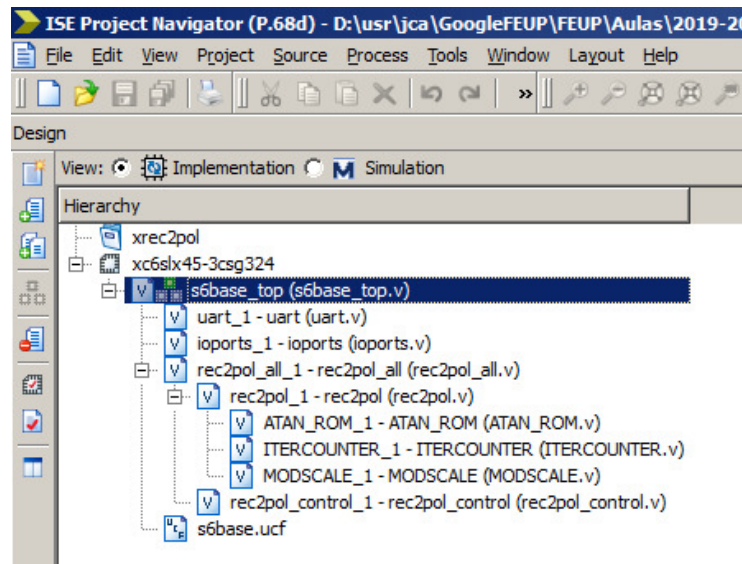 ISE Project Navigator (P.68d) - D:\usr\jca\GoogleFEUP\FEUP\Aulas\2019-20
File Edit View Project Source Process Tools Window Layout Help
»
Design
View: Implementation Simulation
Hierarchy
xrec2pol
xc6slx45-3csg324
s6base_top (s6base_top.v)
uart_1 - uart (uart.v)
ioports_1 - ioports (ioports.v)
rec2pol_all_1 - rec2pol_all (rec2pol_all.v)
rec2pol_1 - rec2pol (rec2pol.v)
ATAN_ROM_1 - ATAN_ROM (ATAN_ROM.v)
ITERCOUNTER_1 - ITERCOUNTER (ITERCOUNTER.v)
MODSCALE_1 - MODSCALE (MODSCALE.v)
rec2pol_control_1 - rec2pol_control (rec2pol_control.v)
s6base.ucf